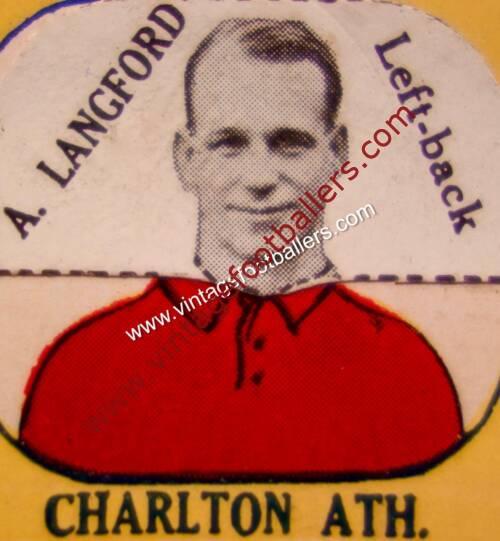 A. LANGFORD
Left-back
www.vintagefootballers.com
www.vintagefootballers.com
CHARLTON ATH.